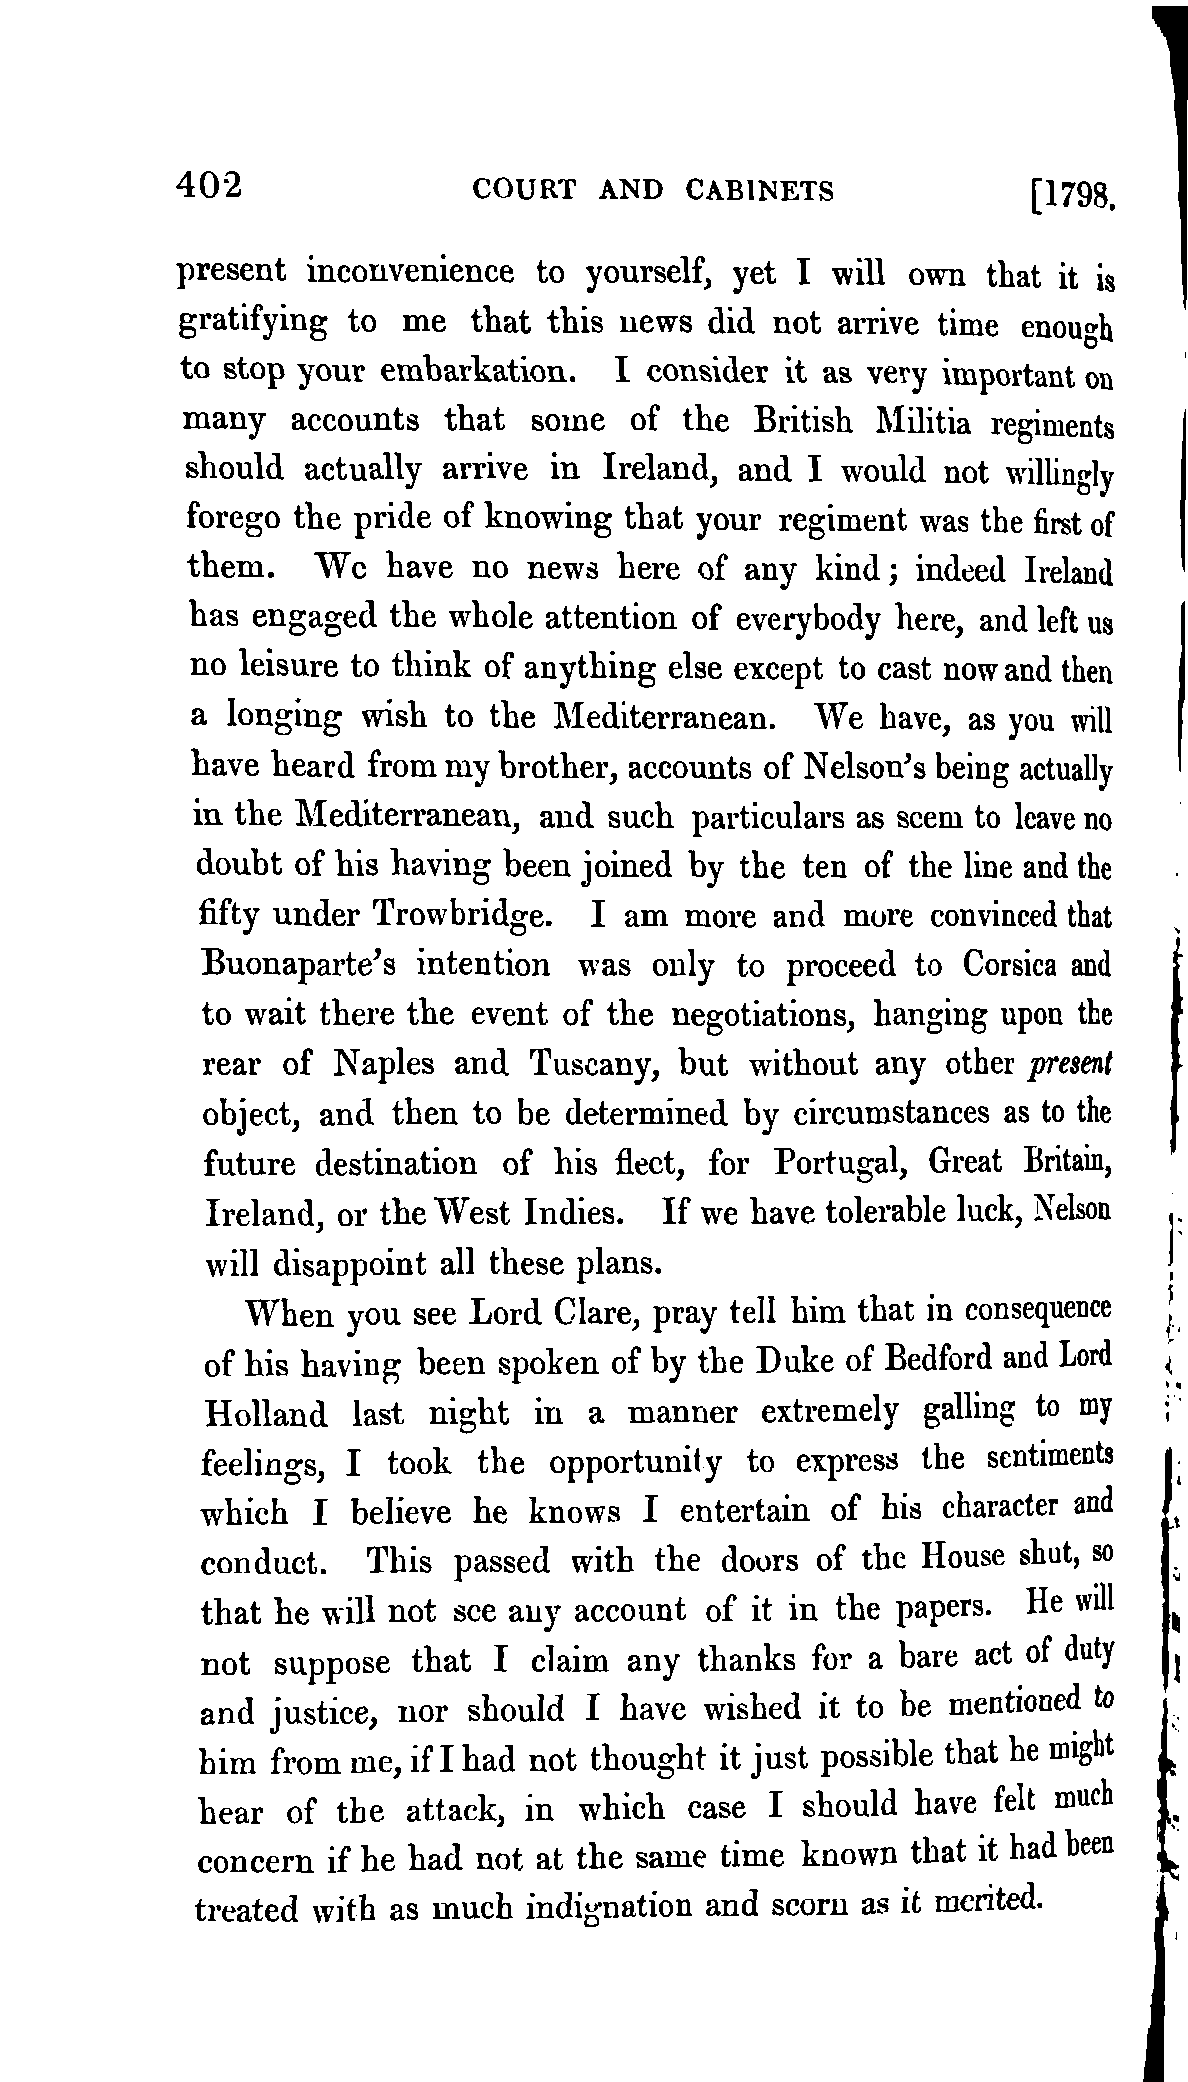 402 COURT AND CABINETS [1798.
present inconvenience to yourself, yet I will own that it is
gratifying to me that this news did not arrive time enough
to stop your embarkation. I consider it as very important on
many accounts that some of the British Militia regiments
should actually arrive in Ireland, and I would not willingly
forego the pride of knowing that your regiment was the first of
them. We have no news here of any kind; indeed Ireland
has engaged the whole attention of everybody here, and left us
no leisure to think of anything else except to cast now and then
a longing wish to the Mediterranean. We have, as you will
have heard from my brother, accounts of Nelson's being actually
in the Mediterranean, and such particulars as seem to leave no
doubt of his having been joined by the ten of the line and the
fifty under Trowbridge. I am more and more convinced that
Buonaparte's intention was only to proceed to Corsica and
to wait there the event of the negotiations, hanging upon the
rear of Naples and Tuscany, but without any other present
object, and then to be determined by circumstances as to the
future destination of his fleet, for Portugal, Great Britain,
Ireland, or the West Indies. If we have tolerable luck, Nelson
will disappoint all these plans.
When you see Lord Clare, pray tell him that in consequence
of his having been spoken of by the Duke of Bedford and Lord
Holland last night in a manner extremely galling to my
feelings, I took the opportunity to express the sentiments
which I believe he knows I entertain of his character and
conduct. This passed with the doors of the House shut, so
that he will not see any account of it in the papers. He will
not suppose that I claim any thanks for a bare act of duty
and justice, nor should I have wished it to be mentioned to
him from me, if I had not thought it just possible that he might
hear of the attack, in which case I should have felt much
concern if he had not at the same time known that it had been
treated with as much indignation and scorn as it merited.